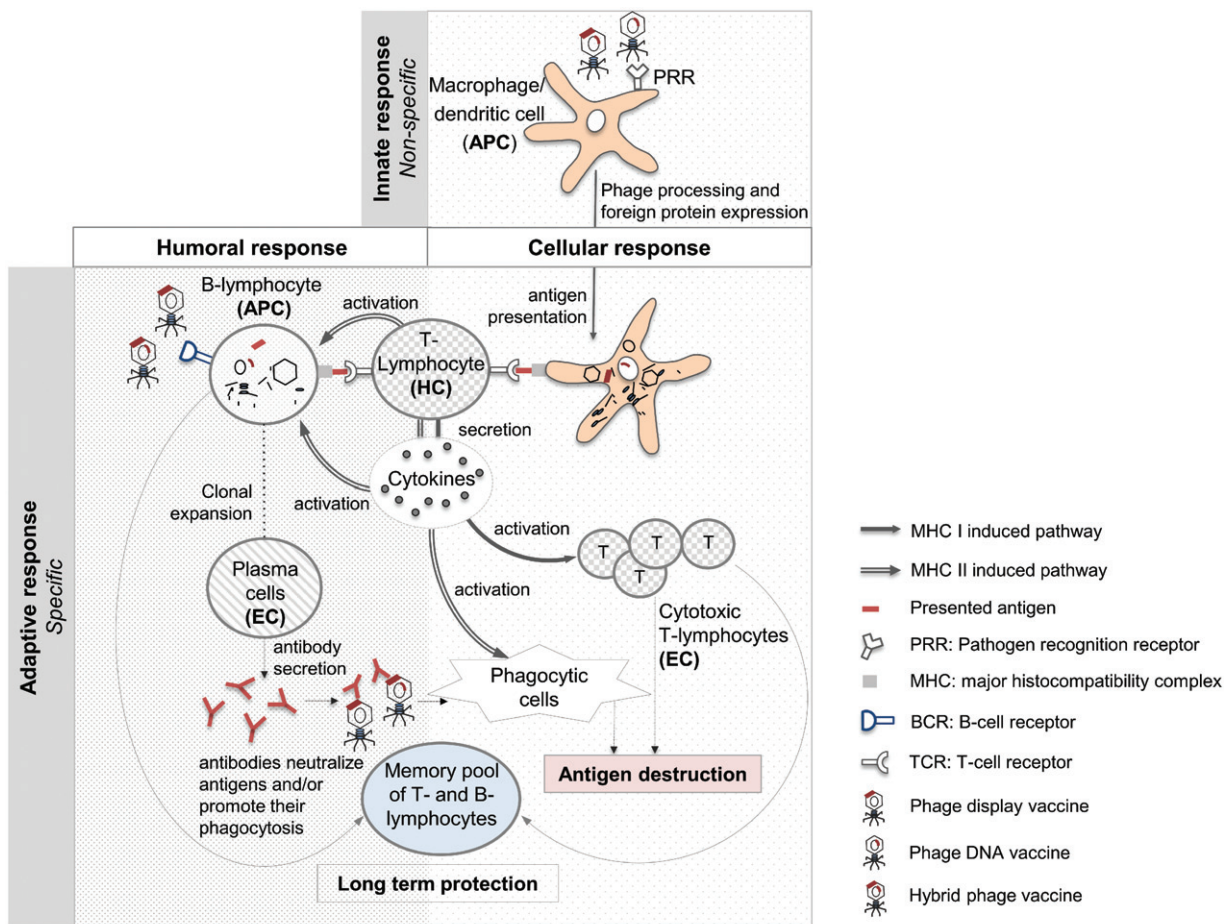 Innate response
Non-specific
Macrophage/
dendritic cell
(APC)
PRR
Phage processing and
foreign protein expression
Humoral response
Cellular response
Adaptive response
Specific
B-lymphocyte
(APC)
activation
T-
Lymphocyte
(HC)
antigen
presentation
secretion
Cytokines
activation
Clonal
expansion
activation
T
T
T
T
Plasma
cells
(EC)
activation
Cytotoxic
T-lymphocytes
(EC)
antibody
secretion
Phagocytic
cells
antibodies neutralize
antigens and/or
promote their
phagocytosis
Memory pool
of T- and B-
lymphocytes
Antigen destruction
Long term protection
MHC I induced pathway
MHC II induced pathway
Presented antigen
PRR: Pathogen recognition receptor
MHC: major histocompatibility complex
BCR: B-cell receptor
TCR: T-cell receptor
Phage display vaccine
Phage DNA vaccine
Hybrid phage vaccine